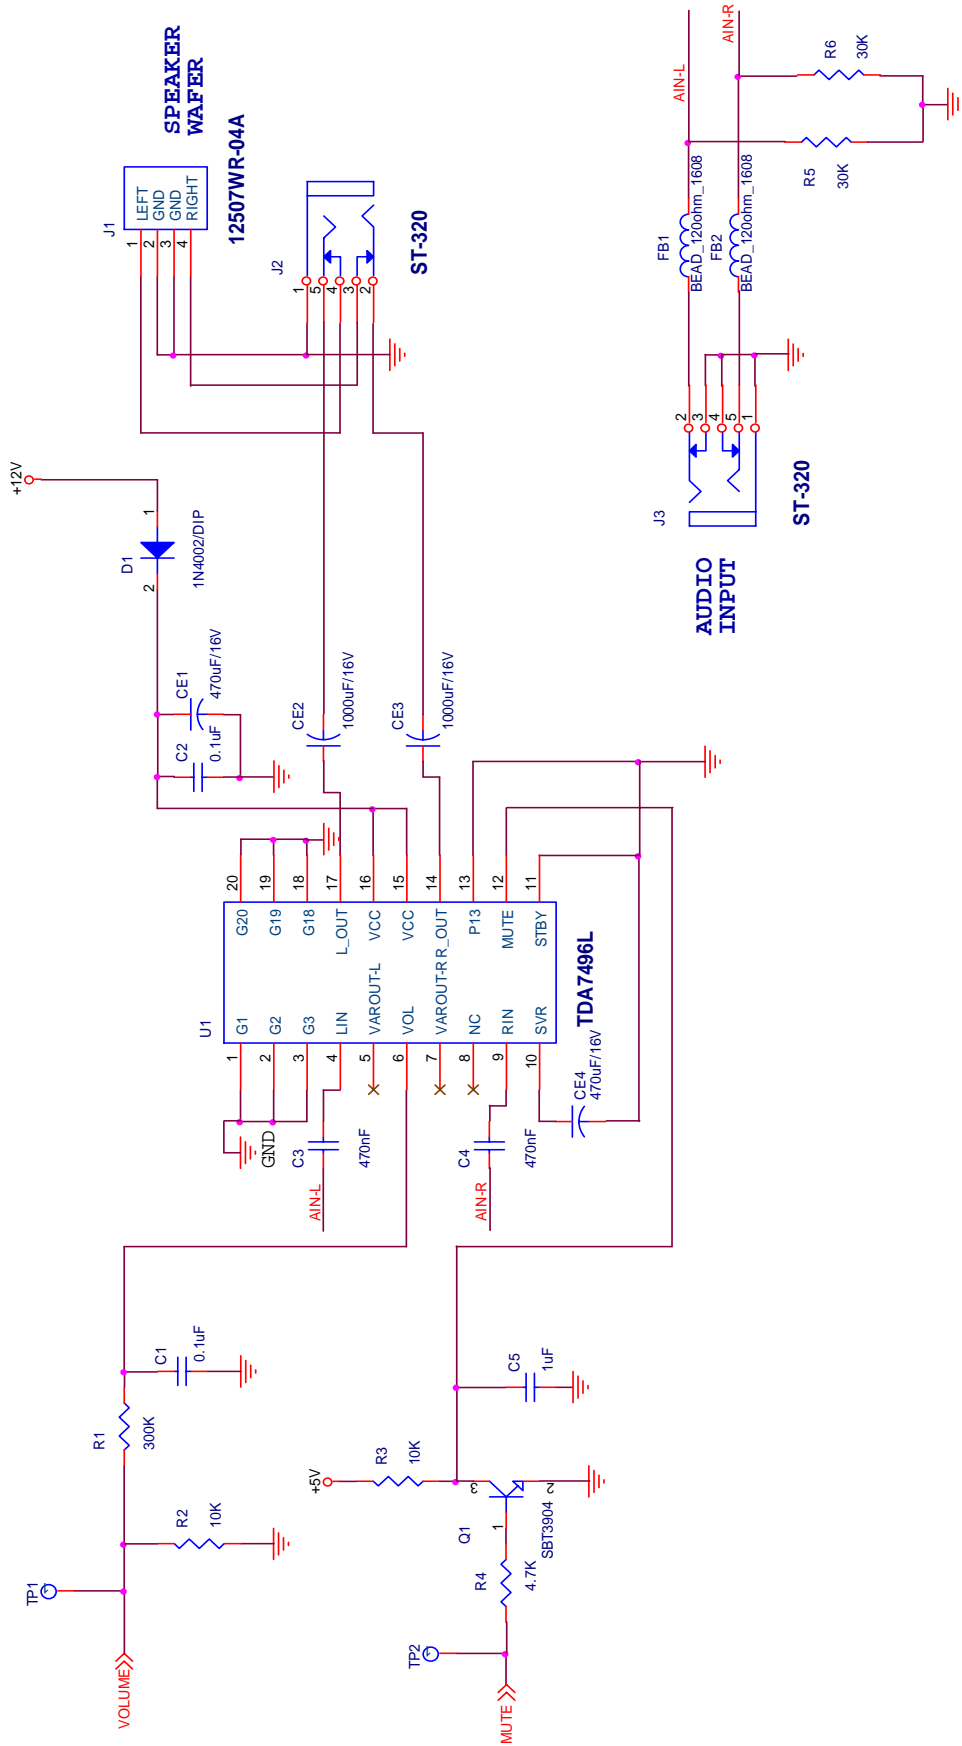 SPEAKER
WAFER
J1
1
2
3
4
LEFT
GND
GND
RIGHT
12507WR-04A
J2
1
5
4
3
2
ST-320
+12V
D1
1
2
1N4002/DIP
CE1
470uF/16V
C2
0.1uF
CE2
1000uF/16V
CE3
1000uF/16V
U1
G1
G2
G3
LIN
VAROUT-L
VOL
VAROUT-R
NC
RIN
SVR
1
2
3
4
5
6
7
8
9
10
G20
G19
G18
L_OUT
VCC
VCC
R_OUT
P13
MUTE
STBY
20
19
18
17
16
15
14
13
12
11
TDA7496L
GND
C3
470nF
AIN-L
C4
470nF
AIN-R
CE4
470uF/16V
R1
300K
C1
0.1uF
R2
10K
TP1
VOLUME
+5V
R3
10K
C5
1uF
Q1
3
1
2
SBT3904
R4
4.7K
TP2
MUTE
AIN-L
AIN-R
R6
30K
R5
30K
FB1
BEAD_120ohm_1608
FB2
BEAD_120ohm_1608
J3
2
3
4
5
1
ST-320
AUDIO
INPUT